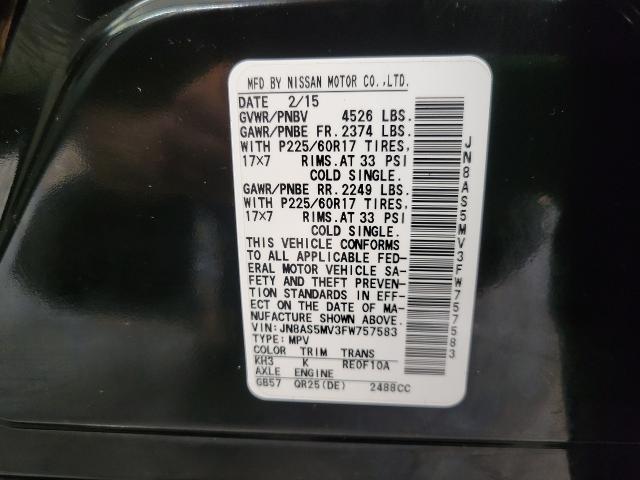 MFD BY NISSAN MOTOR CO.,LTD.
DATE 2/15
GVWR/PNBV 4526 LBS.
GAWR/PNBE FR. 2374 LBS.
WITH P225/60R17 TIRES,
17×7 RIMS.AT 33 PSI
COLD SINGLE.
GAWR/PNBE RR. 2249 LBS.
WITH P225/60R17 TIRES,
17×7 RIMS.AT 33 PSI
COLD SINGLE.
THIS VEHICLE CONFORMS
TO ALL APPLICABLE FED-
ERAL MOTOR VEHICLE SA-
FETY AND THEFT PREVEN-
TION STANDARDS IN EFF-
ECT ON THE DATE OF MA-
NUFACTURE SHOWN ABOVE.
VIN: JN8AS5MV3FW757583
TYPE: MPV
COLOR TRIM TRANS
KH3 K RE0F10A
AXLE ENGINE
GB57 QR25(DE) 2488CC
JN8AS5MV3FW757583